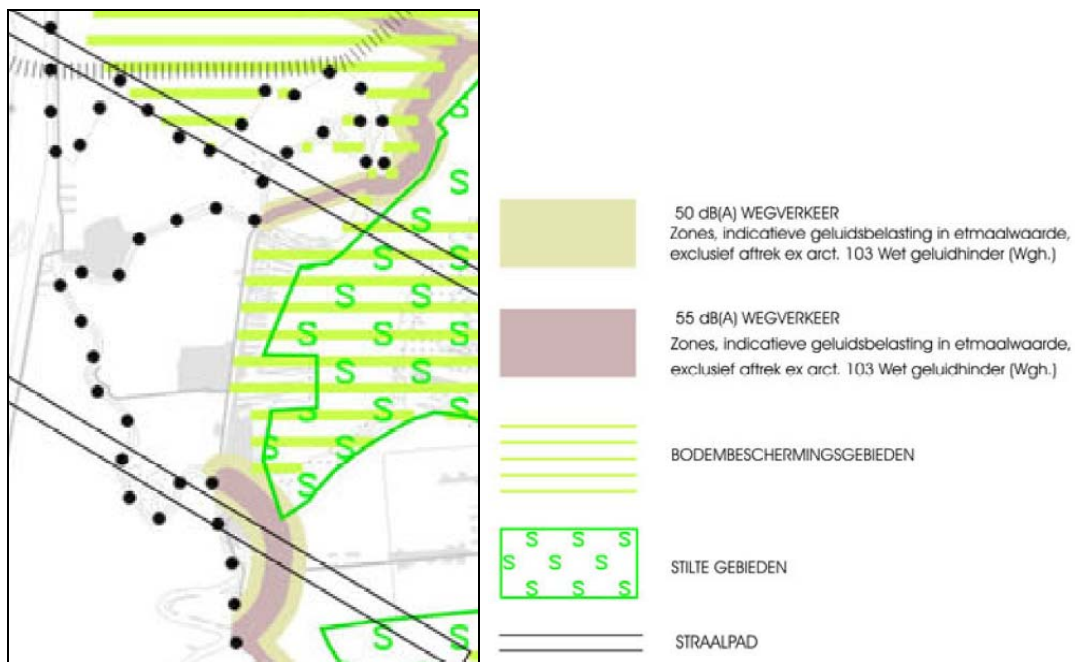 50 dB(A) WEGVERKEER
Zones, indicatieve geluidsbelasting in etmaalwaarde,
exclusief aftrek ex arct. 103 Wet geluidhinder (Wgh.)
55 dB(A) WEGVERKEER
Zones, indicatieve geluidsbelasting in etmaalwaarde,
exclusief aftrek ex arct. 103 Wet geluidhinder (Wgh.)
BODEMBESCHERMINGSGEBIEDEN
S S S
S S S
S S S
STILTE GEBIEDEN
STRAALPAD